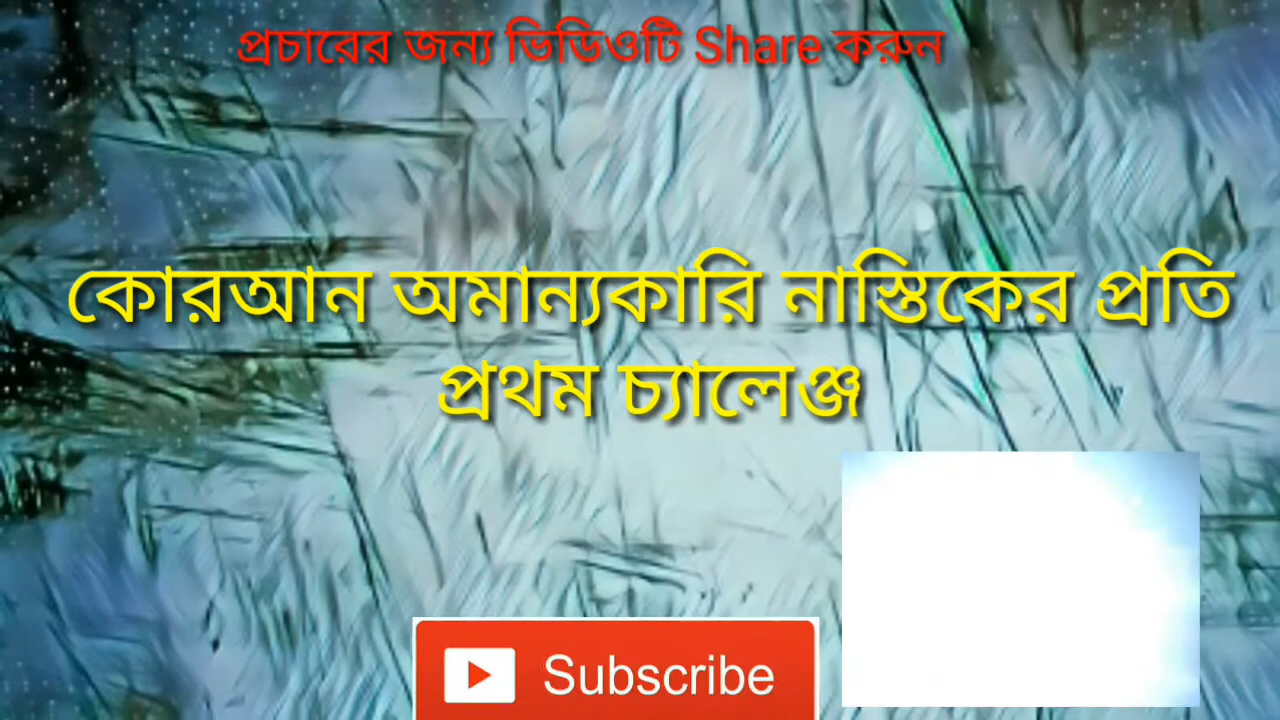 প্রচারের জন্য ভিডিওটি Share করুন
কোরআন অমান্যকারি নাস্তিকের প্রতি
প্রথম চ্যালেঞ্জ
Subscribe